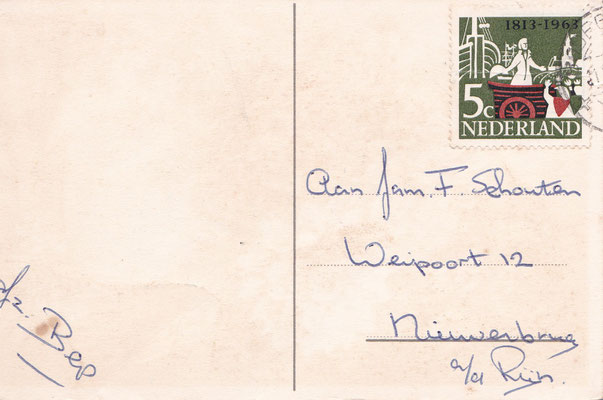 1813-1963
5c
NEDERLAND
Aan fam. F. Schouten
Weipoort 12
Nieuwerbrug
a/d Rijn.
Bep